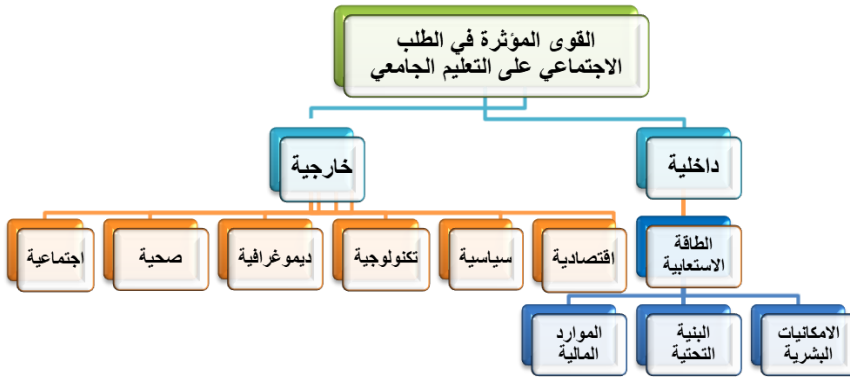 القوى المؤثرة في الطلب
الاجتماعي على التعليم الجامعي
داخلية
خارجية
الطاقة
الاستعابية
اقتصادية
سياسية
تكنولوجية
ديموغرافية
صحية
اجتماعية
الامكانيات
البشرية
البنية
التحتية
الموارد
المالية